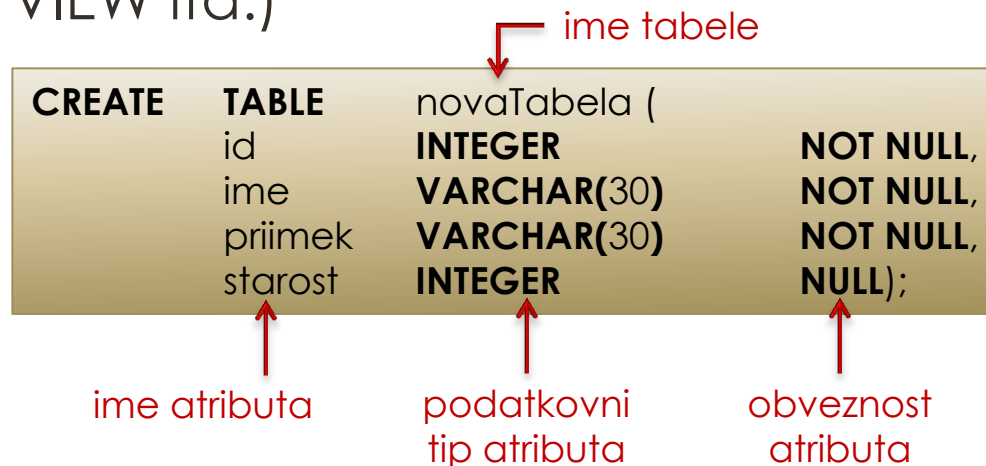 VIEW itd.)
ime tabele
CREATE TABLE novaTabela (
id INTEGER NOT NULL,
ime VARCHAR(30) NOT NULL,
priimek VARCHAR(30) NOT NULL,
starost INTEGER NULL);
ime atributa podatkovni obveznost
tip atributa atributa